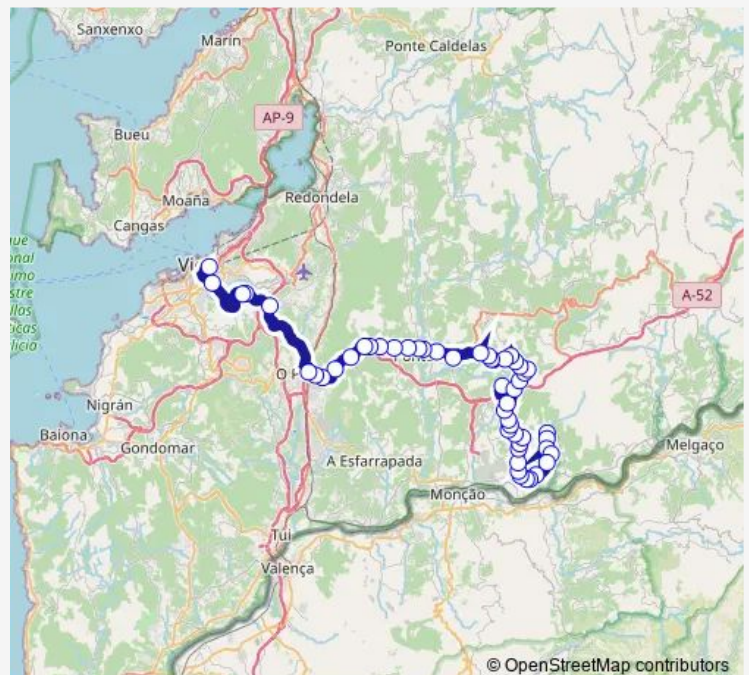 Sanxenxo
Marín
Ponte Caldelas
AP-9
Bueu
Moaña
Redondela
Cangas
A-52
Nigrán
Baiona
Gondomar
A Esfarrapada
Melgaço
Monção
Tui
Valença
© OpenStreetMap contributors